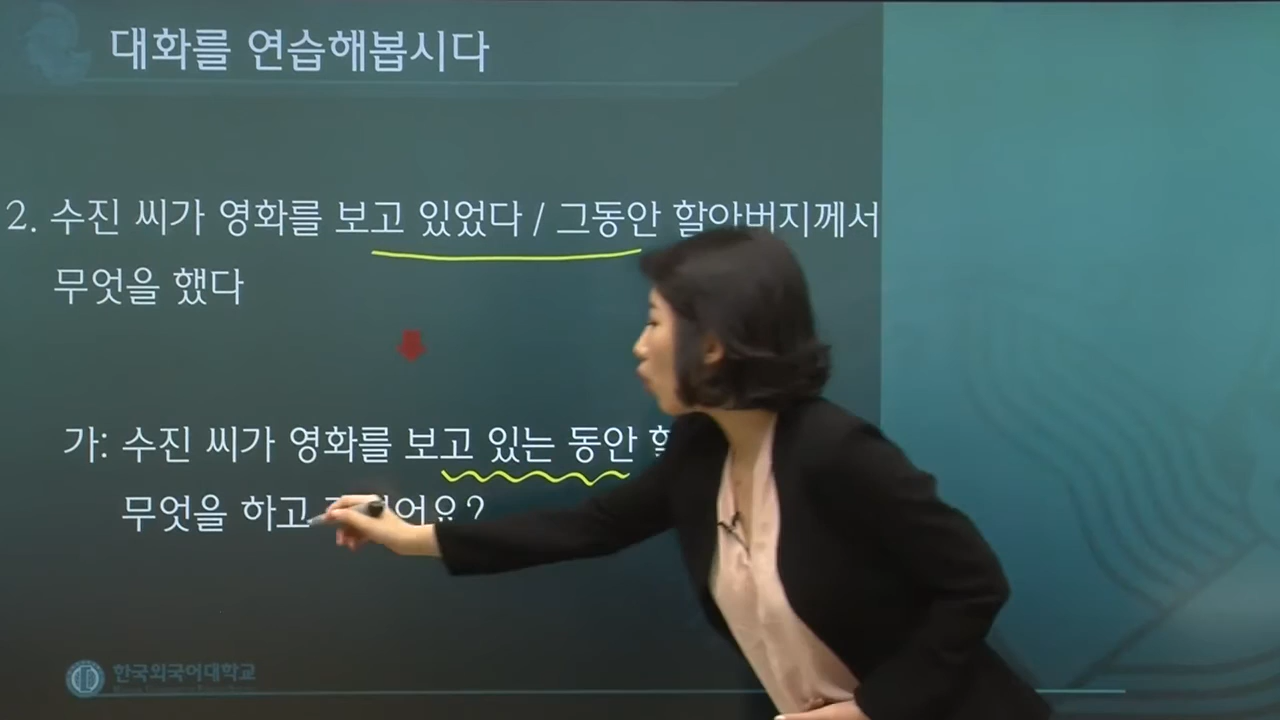 대화를 연습해봅시다
2. 수진 씨가 영화를 보고 있었다 / 그동안 할아버지께서
무엇을 했다
가: 수진 씨가 영화를 보고 있는 동안
무엇을 하고
한국외국어대학교